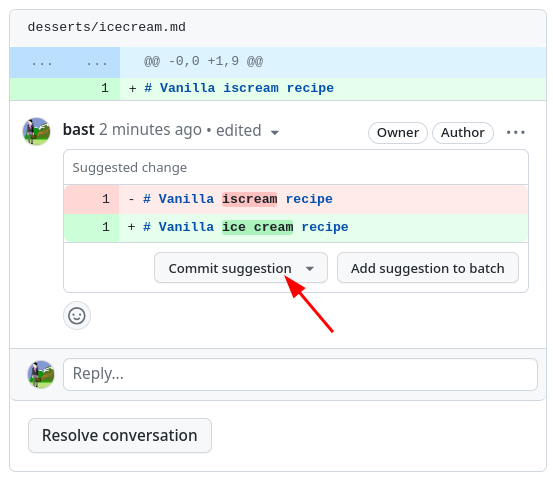 desserts/icecream.md
... ... @@ -0,0 +1,9 @@
1 + # Vanilla iscream recipe
bast 2 minutes ago • edited Owner Author ...
Suggested change
1 - # Vanilla iscream recipe
1 + # Vanilla ice cream recipe
Commit suggestion Add suggestion to batch
Reply...
Resolve conversation